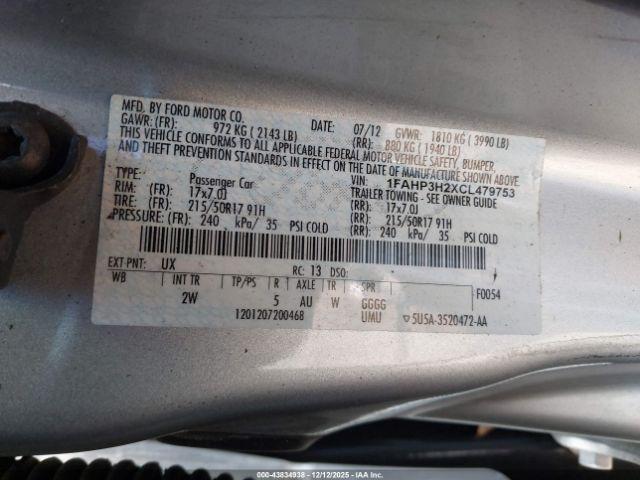 MFD. BY FORD MOTOR CO.
DATE: 07/12 GVWR: 1810 KG ( 3990 LB)
GAWR: (FR): 972 KG ( 2143 LB) (RR): 880 KG ( 1940 LB)
THIS VEHICLE CONFORMS TO ALL APPLICABLE FEDERAL MOTOR VEHICLE SAFETY, BUMPER,
AND THEFT PREVENTION STANDARDS IN EFFECT ON THE DATE OF MANUFACTURE SHOWN ABOVE.
VIN: 1FAHP3H2XCL479753
TYPE: Passenger Car TRAILER TOWING - SEE OWNER GUIDE
RIM: (FR): 17x7.0J (RR): 17x7.0J
TIRE: (FR): 215/50R17 91H (RR): 215/50R17 91H
PRESSURE: (FR): 240 kPa/ 35 PSI COLD (RR): 240 kPa/ 35 PSI COLD
EXT PNT: UX RC: 13 DSO: F0054
WB INT TR TP/PS R AXLE TR SPR
2W 5 AU W GGGG
1201207200468 UMU 5U5A-3520472-AA
000-43834938 - 12/12/2025 - IAAI.COM